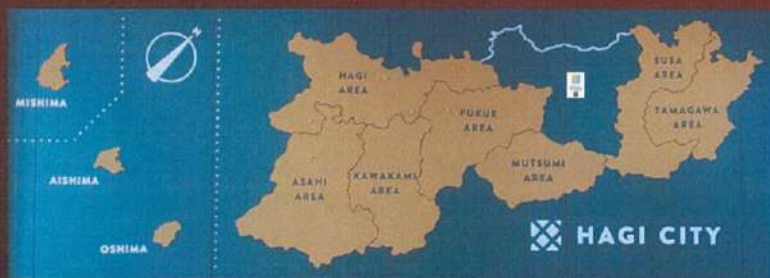 N
MISHIMA
AISHIMA
OSHIMA
HAGI
AREA
SUSA
AREA
TAMAGAWA
AREA
FUKUE
AREA
MUTSUMI
AREA
KAWAKAMI
AREA
ASAHI
AREA
HAGI CITY